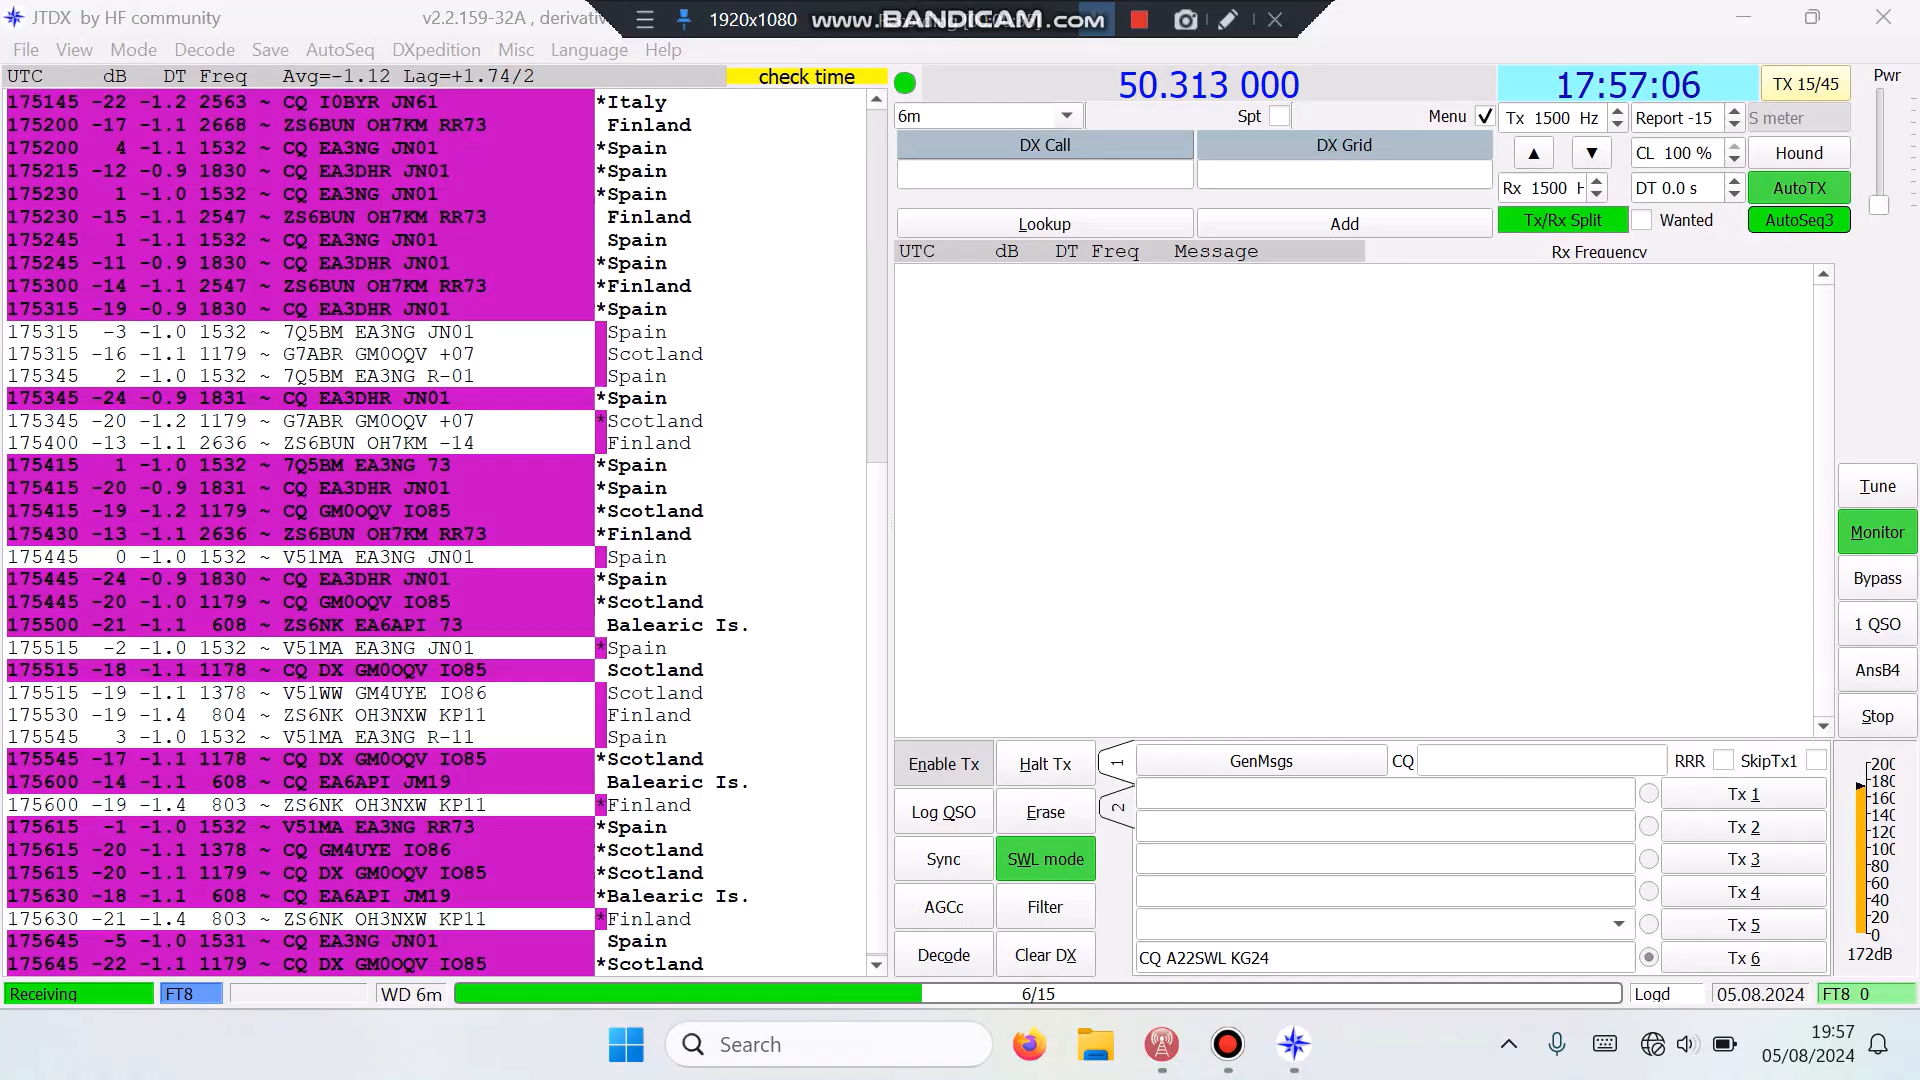 JTDX by HF community v2.2.159-32A , derivativ
1920x1080 www.BANDICAM.com
File View Mode Decode Save AutoSeq DXpedition Misc Language Help
UTC dB DT Freq Avg=-1.12 Lag=+1.74/2 check time
175145 -22 -1.2 2563 ~ CQ I0BYR JN61 *Italy
175200 -17 -1.1 2668 ~ ZS6BUN OH7KM RR73 Finland
175200 4 -1.1 1532 ~ CQ EA3NG JN01 *Spain
175215 -12 -0.9 1830 ~ CQ EA3DHR JN01 *Spain
175230 1 -1.0 1532 ~ CQ EA3NG JN01 *Spain
175230 -15 -1.1 2547 ~ ZS6BUN OH7KM RR73 Finland
175245 1 -1.1 1532 ~ CQ EA3NG JN01 Spain
175245 -11 -0.9 1830 ~ CQ EA3DHR JN01 *Spain
175300 -14 -1.1 2547 ~ ZS6BUN OH7KM RR73 *Finland
175315 -19 -0.9 1830 ~ CQ EA3DHR JN01 *Spain
175315 -3 -1.0 1532 ~ 7Q5BM EA3NG JN01 Spain
175315 -16 -1.1 1179 ~ G7ABR GM0OQV +07 Scotland
175345 2 -1.0 1532 ~ 7Q5BM EA3NG R-01 Spain
175345 -24 -0.9 1831 ~ CQ EA3DHR JN01 *Spain
175345 -20 -1.2 1179 ~ G7ABR GM0OQV +07 *Scotland
175400 -13 -1.1 2636 ~ ZS6BUN OH7KM -14 Finland
175415 1 -1.0 1532 ~ 7Q5BM EA3NG 73 *Spain
175415 -20 -0.9 1831 ~ CQ EA3DHR JN01 *Spain
175415 -19 -1.2 1179 ~ CQ GM0OQV IO85 *Scotland
175430 -13 -1.1 2636 ~ ZS6BUN OH7KM RR73 *Finland
175445 0 -1.0 1532 ~ V51MA EA3NG JN01 Spain
175445 -24 -0.9 1830 ~ CQ EA3DHR JN01 *Spain
175445 -20 -1.0 1179 ~ CQ GM0OQV IO85 *Scotland
175500 -21 -1.1 608 ~ ZS6NK EA6API 73 Balearic Is.
175515 -2 -1.0 1532 ~ V51MA EA3NG JN01 *Spain
175515 -18 -1.1 1178 ~ CQ DX GM0OQV IO85 Scotland
175515 -19 -1.1 1378 ~ V51WW GM4UYE IO86 Scotland
175530 -19 -1.4 804 ~ ZS6NK OH3NXW KP11 Finland
175545 3 -1.0 1532 ~ V51MA EA3NG R-11 Spain
175545 -17 -1.1 1178 ~ CQ DX GM0OQV IO85 *Scotland
175600 -14 -1.1 608 ~ CQ EA6API JM19 Balearic Is.
175600 -19 -1.4 803 ~ ZS6NK OH3NXW KP11 *Finland
175615 -1 -1.0 1532 ~ V51MA EA3NG RR73 *Spain
175615 -20 -1.1 1378 ~ CQ GM4UYE IO86 *Scotland
175615 -20 -1.1 1179 ~ CQ DX GM0OQV IO85 *Scotland
175630 -18 -1.1 608 ~ CQ EA6API JM19 *Balearic Is.
175630 -21 -1.4 803 ~ ZS6NK OH3NXW KP11 *Finland
175645 -5 -1.0 1531 ~ CQ EA3NG JN01 Spain
175645 -22 -1.1 1179 ~ CQ DX GM0OQV IO85 *Scotland
50.313 000 17:57:06 TX 15/45 Pwr
6m Spt Menu Tx 1500 Hz Report -15 S meter
DX Call DX Grid CL 100 % Hound
Rx 1500 H DT 0.0 s AutoTX
Lookup Add Tx/Rx Split Wanted AutoSeq3
UTC dB DT Freq Message Rx Frequency
Tune
Monitor
Bypass
1 QSO
AnsB4
Stop
Enable Tx Halt Tx 1 GenMsgs CQ RRR SkipTx1
Log QSO Erase 2 Tx 1
Tx 2
Sync SWL mode Tx 3
AGCc Filter Tx 4
Tx 5
Decode Clear DX CQ A22SWL KG24 Tx 6
200
180
160
140
120
100
80
60
40
20
0
172dB
Receiving FT8 WD 6m 6/15 Logd 05.08.2024 FT8 0
Search
19:57
05/08/2024